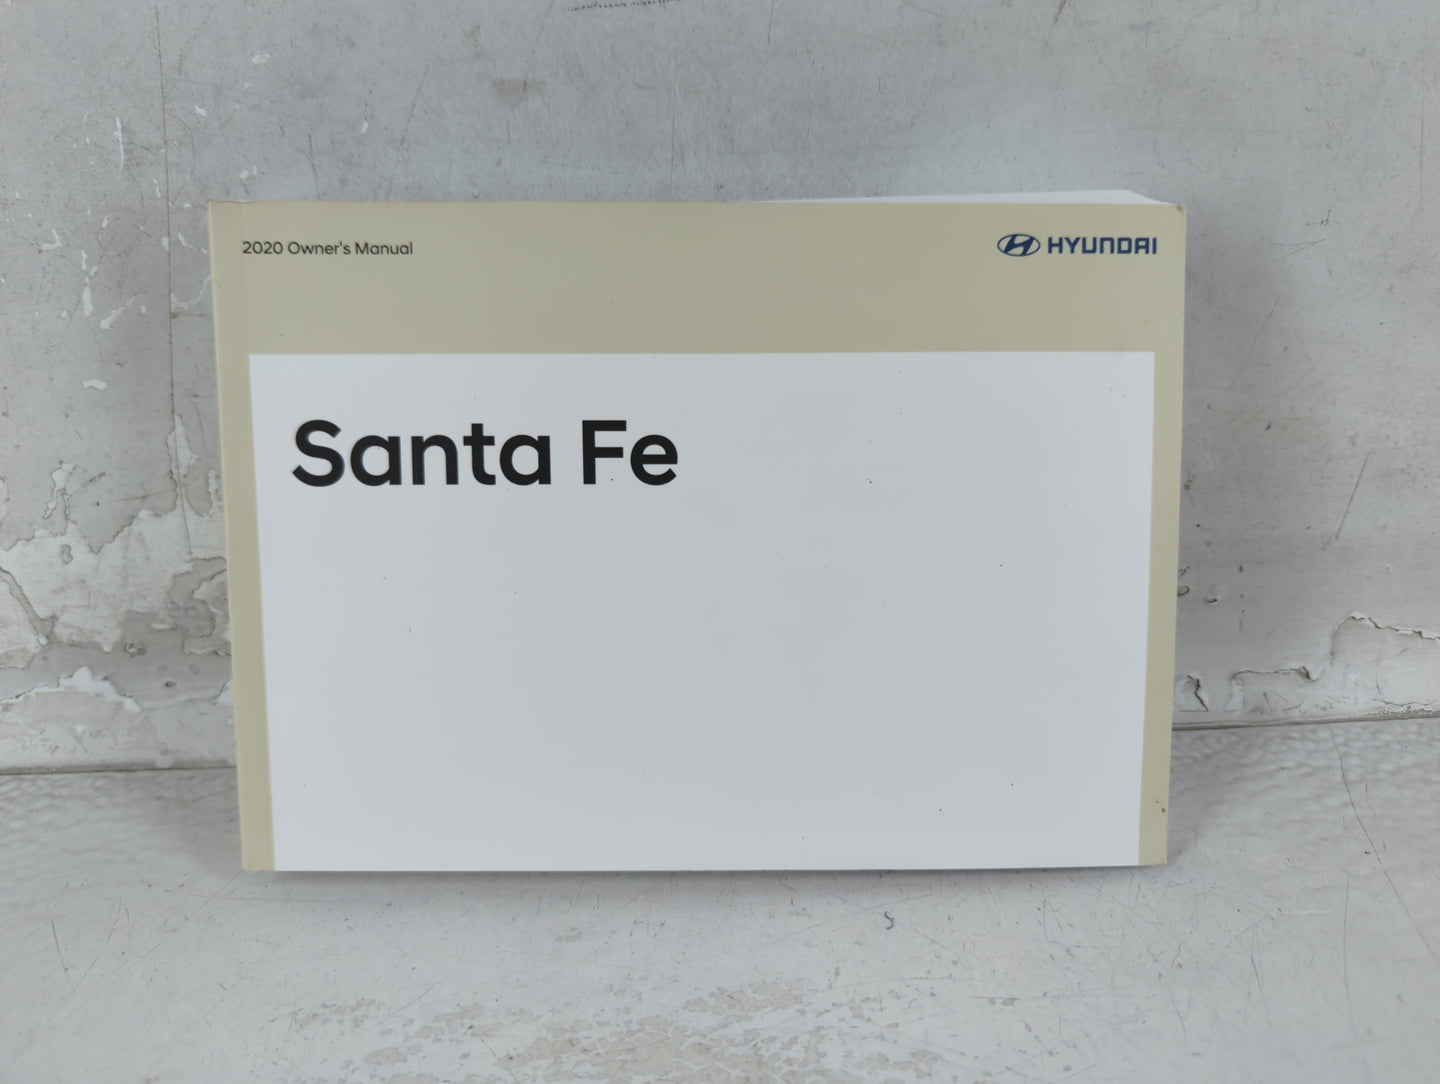 2020 Owner's Manual
HYUNDAI
Santa Fe